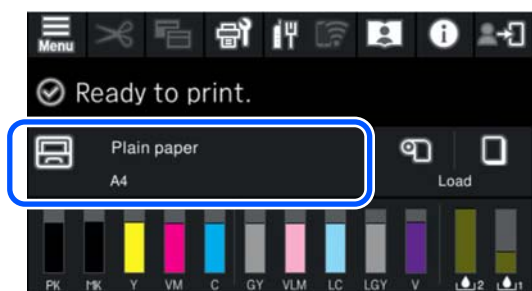 Menu
Ready to print.
Plain paper
A4
Load
PK MK Y VM C GY VLM LC LGY V 2 1